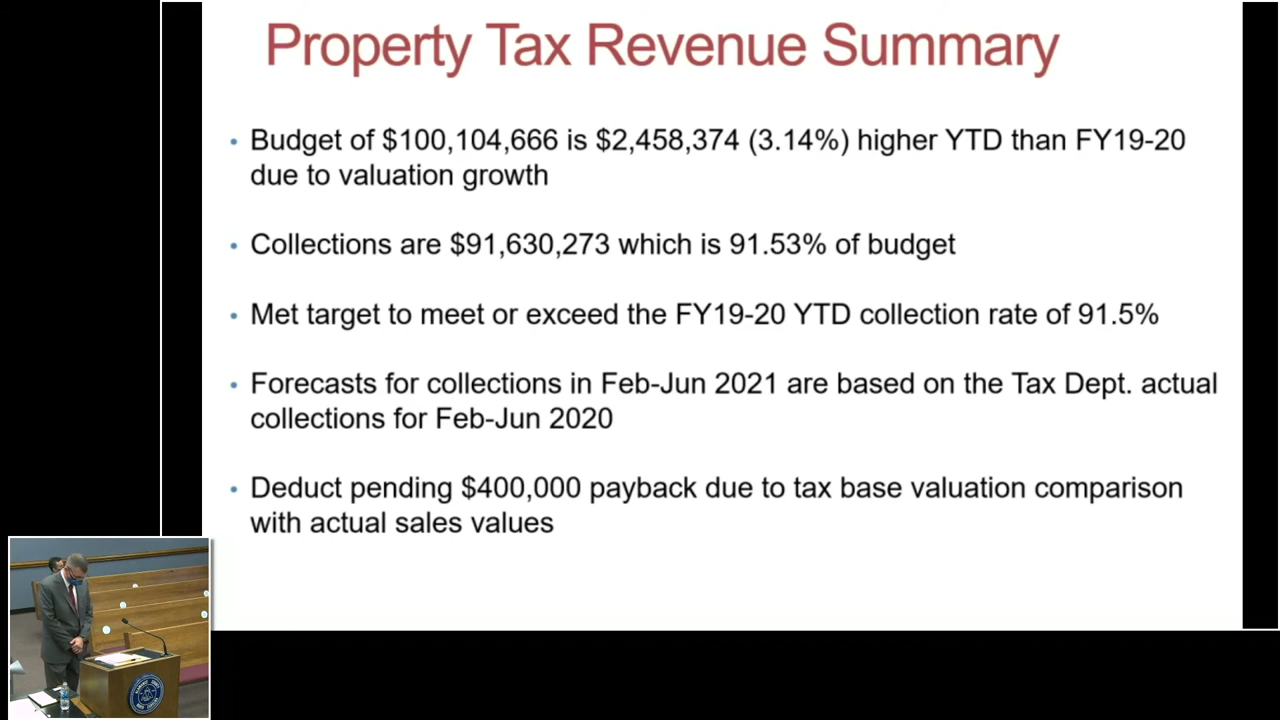 Property Tax Revenue Summary
• Budget of $100,104,666 is $2,458,374 (3.14%) higher YTD than FY19-20
due to valuation growth
• Collections are $91,630,273 which is 91.53% of budget
• Met target to meet or exceed the FY19-20 YTD collection rate of 91.5%
• Forecasts for collections in Feb-Jun 2021 are based on the Tax Dept. actual
collections for Feb-Jun 2020
• Deduct pending $400,000 payback due to tax base valuation comparison
with actual sales values